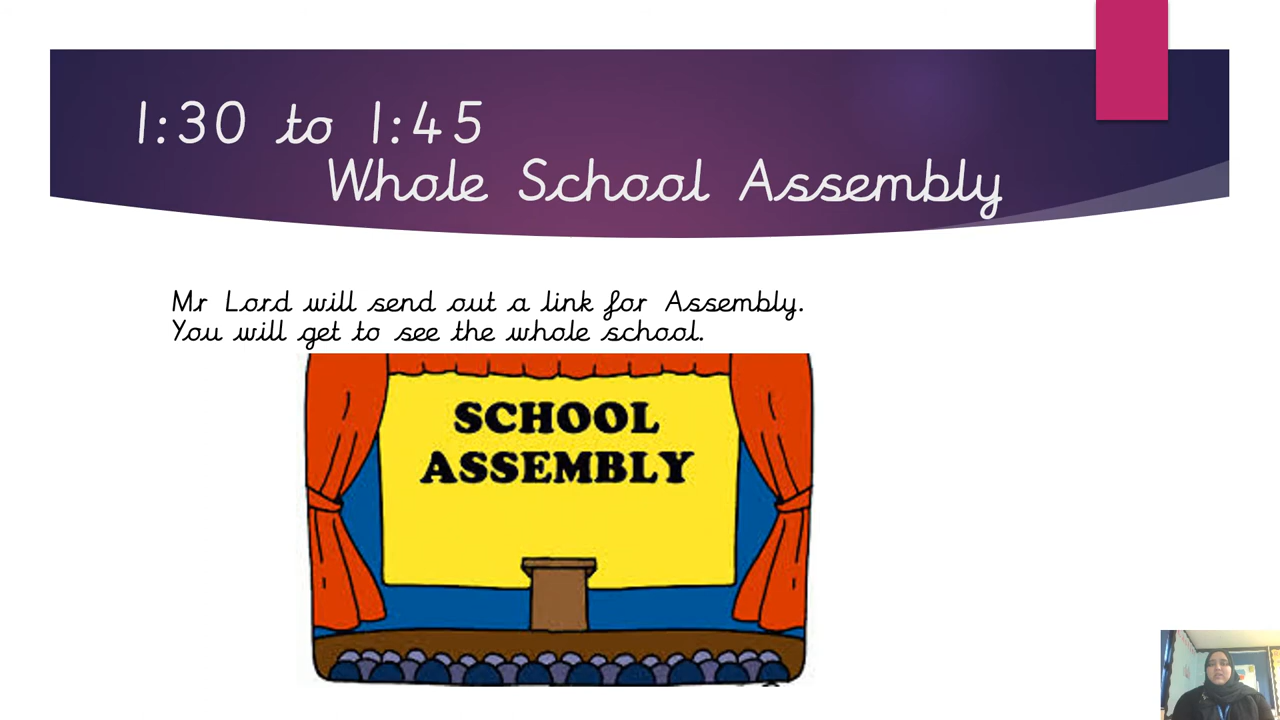 1:30 to 1:45
Whole School Assembly
Mr Lord will send out a link for Assembly.
You will get to see the whole school.
SCHOOL
ASSEMBLY